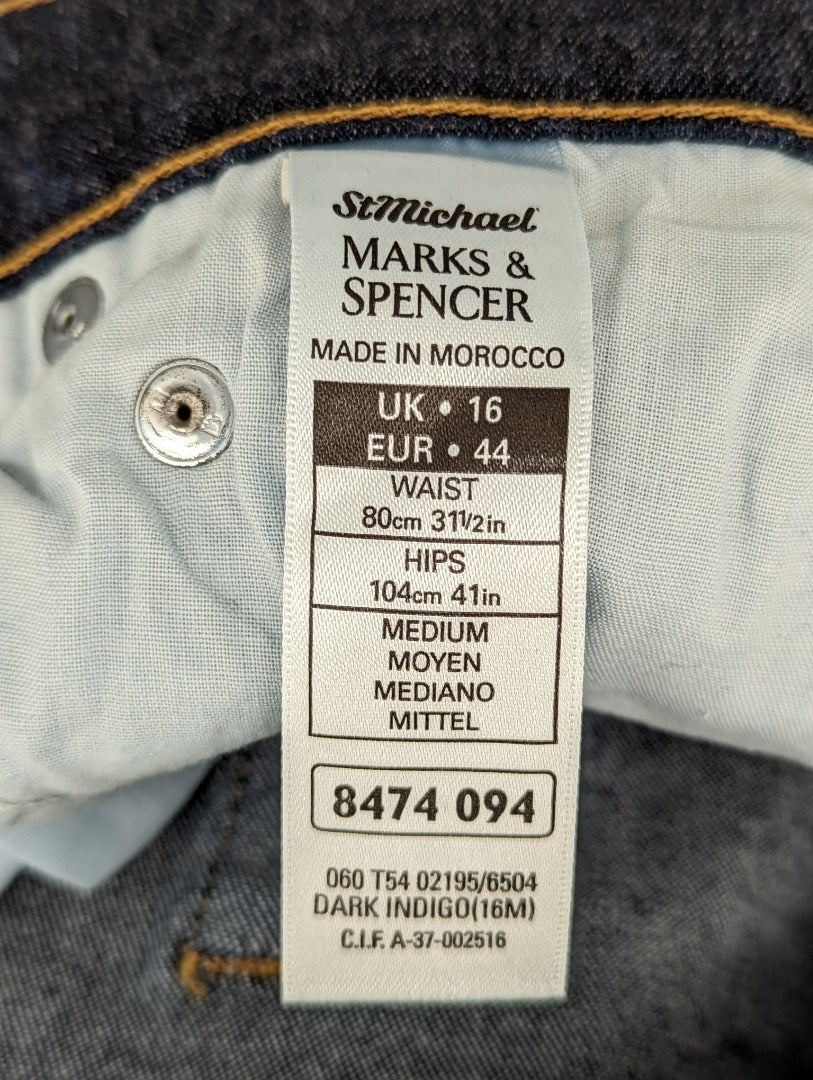 StMichael
MARKS &
SPENCER
MADE IN MOROCCO
UK • 16
EUR • 44
WAIST
80cm 31½in
HIPS
104cm 41in
MEDIUM
MOYEN
MEDIANO
MITTEL
8474 094
060 T54 02195/6504
DARK INDIGO(16M)
C.I.F. A-37-002516